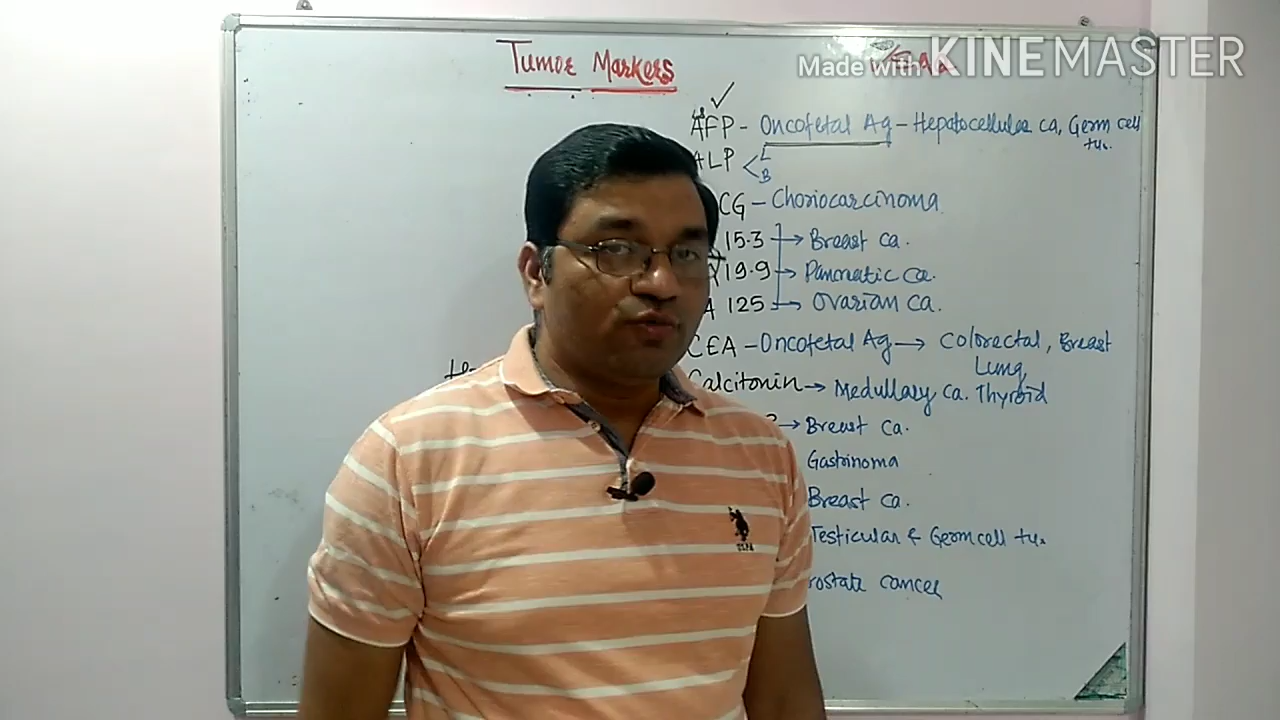 Tumor Markers
Made with KINEMASTER
AFP - Oncofetal Ag - Hepatocellular ca, Germ cell
tu.
ALP < L
B
CG - Choriocarcinoma
15.3 → Breast ca.
19.9 → Pancreatic ca.
A 125 → Ovarian ca.
CEA - Oncofetal Ag → Colorectal, Breast
Lung
Calcitonin → Medullary ca. Thyroid
→ Breast ca.
Gastrinoma
Breast ca.
Testicular & Germ cell tu.
rostate cancer
USPA